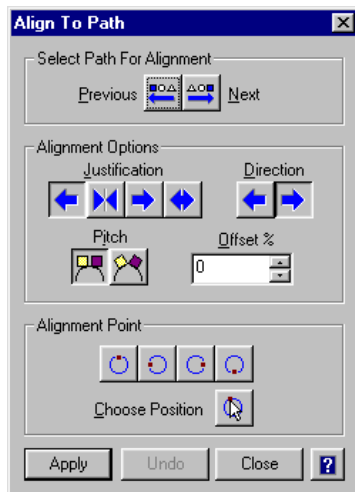 Align To Path
Select Path For Alignment
Previous Next
Alignment Options
Justification Direction
Pitch Offset %
0
Alignment Point
Choose Position
Apply Undo Close ?